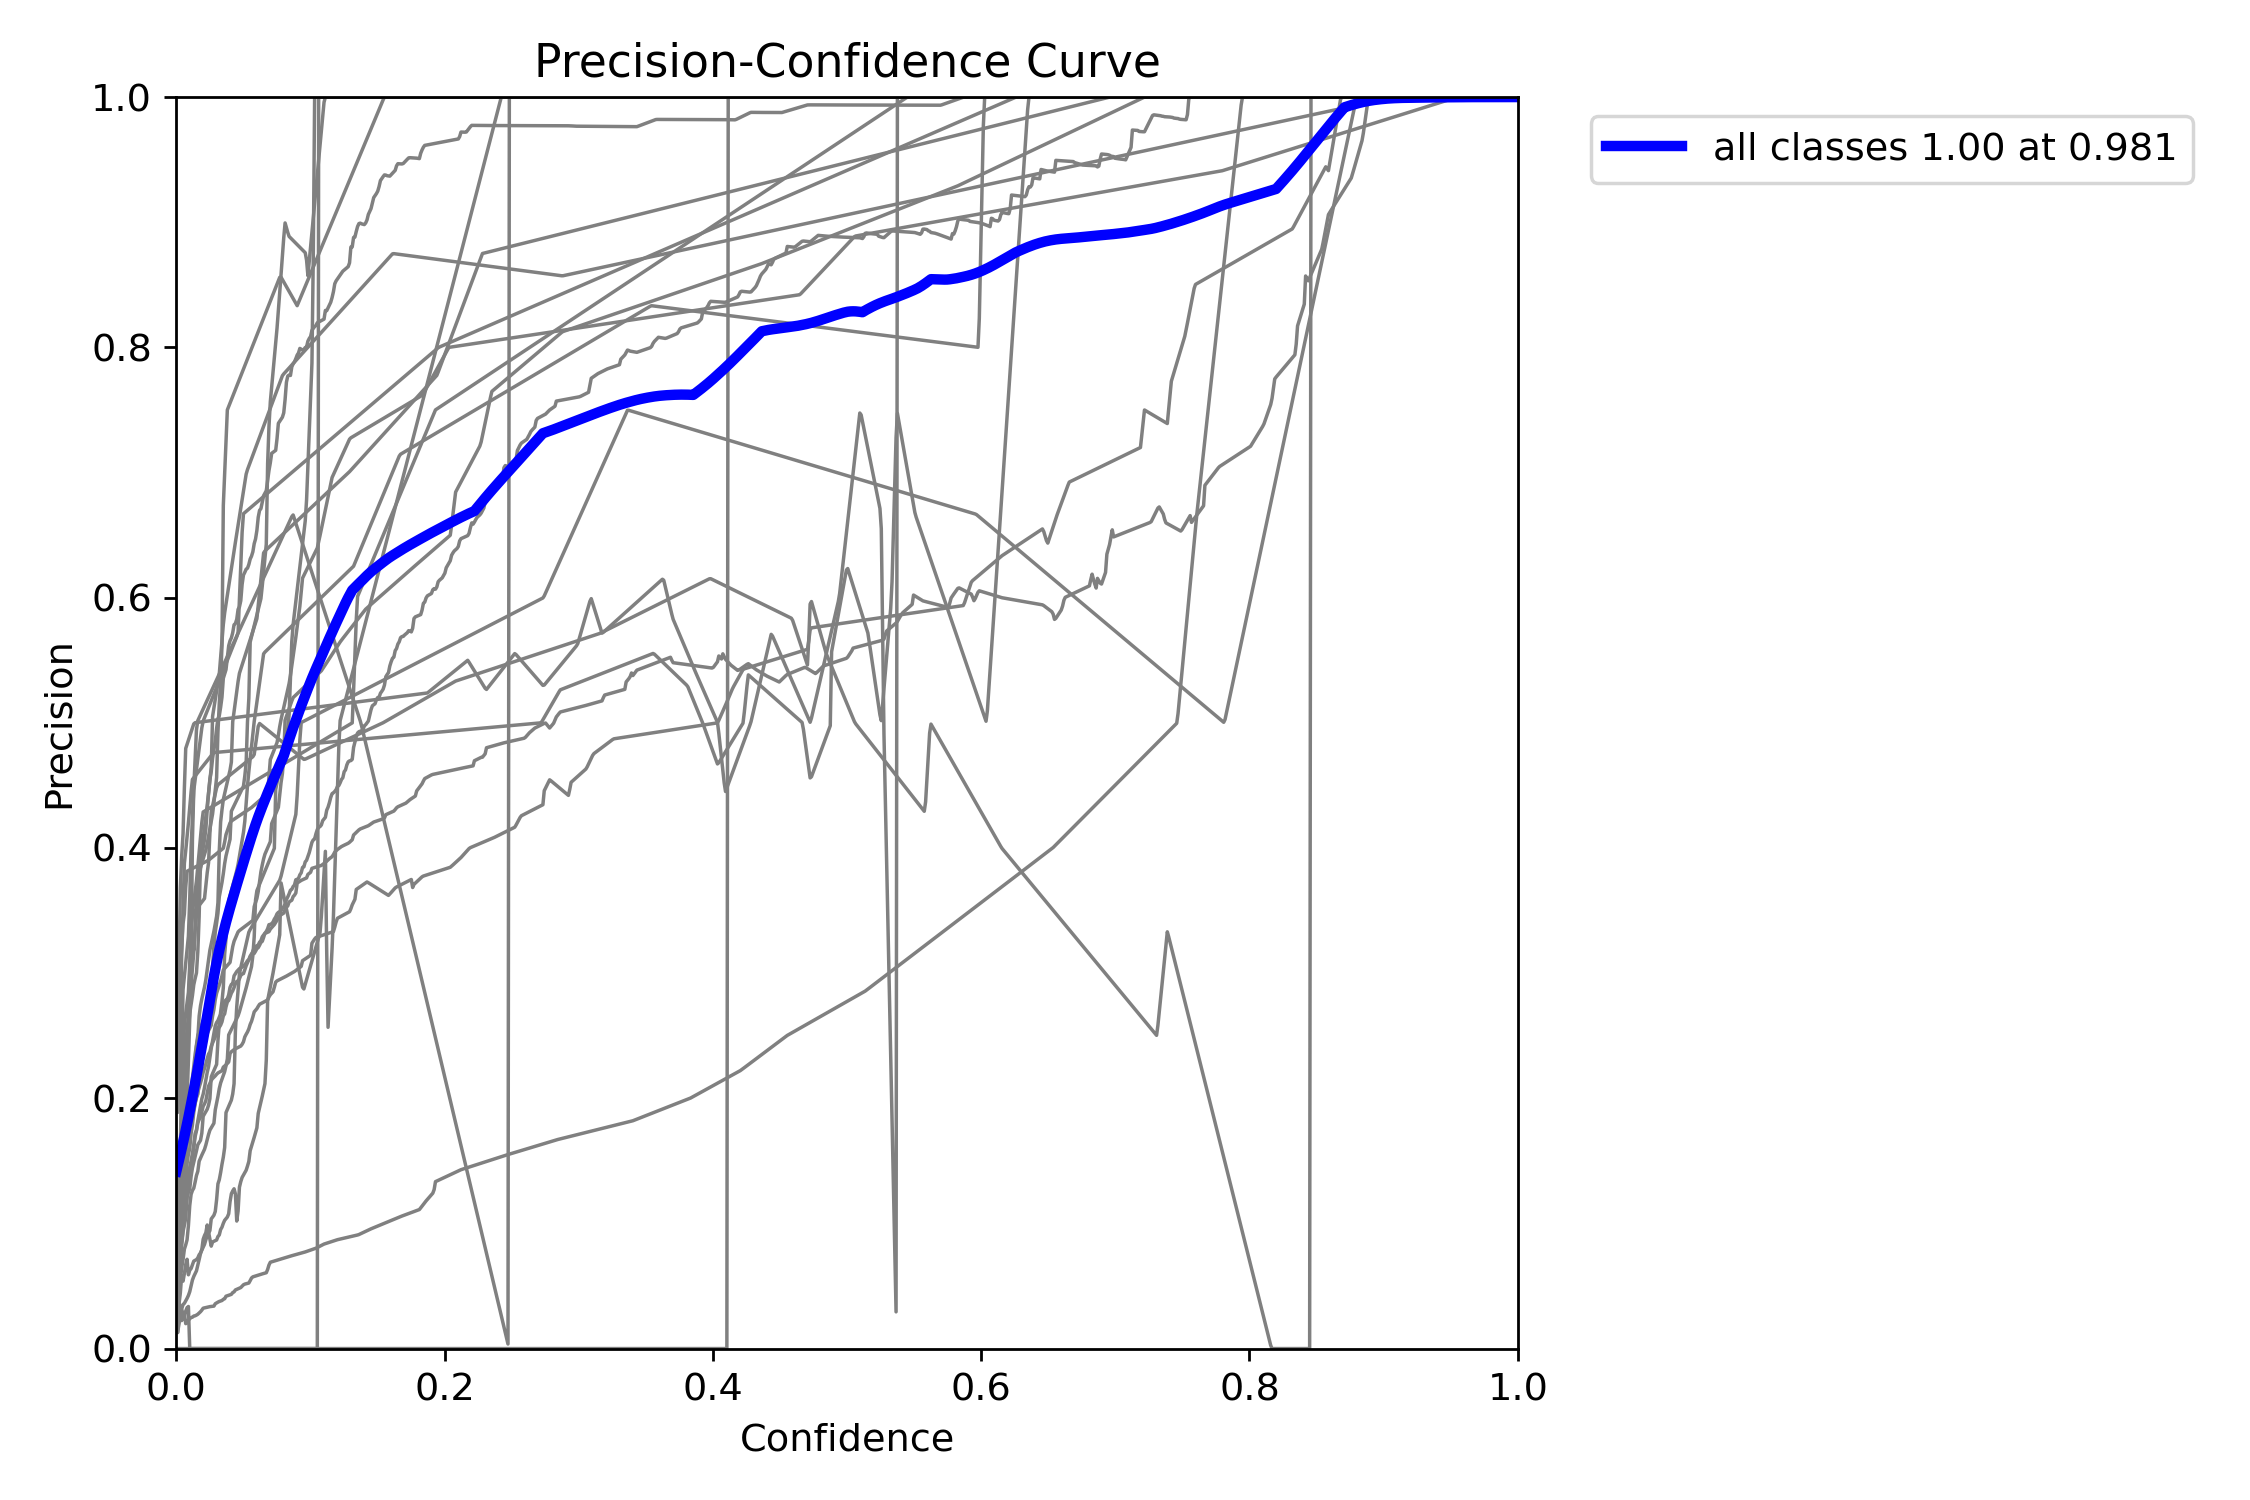 Precision-Confidence Curve
all classes 1.00 at 0.981
1.0
0.8
0.6
0.4
0.2
0.0
Precision
0.0 0.2 0.4 0.6 0.8 1.0
Confidence